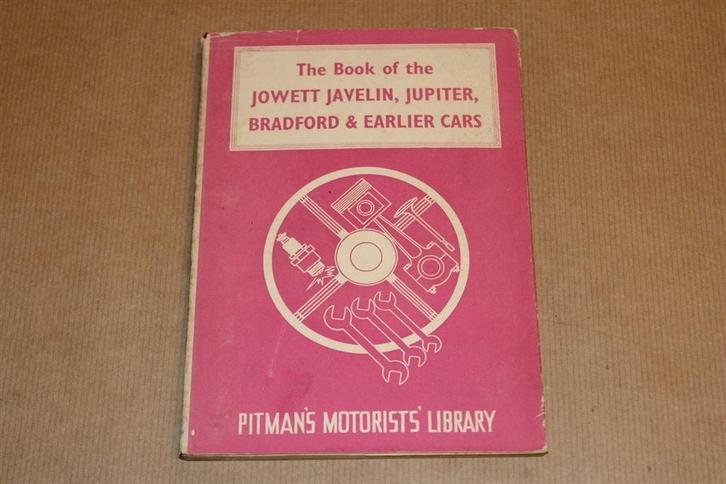 The Book of the
JOWETT JAVELIN, JUPITER,
BRADFORD & EARLIER CARS
PITMAN'S MOTORISTS' LIBRARY